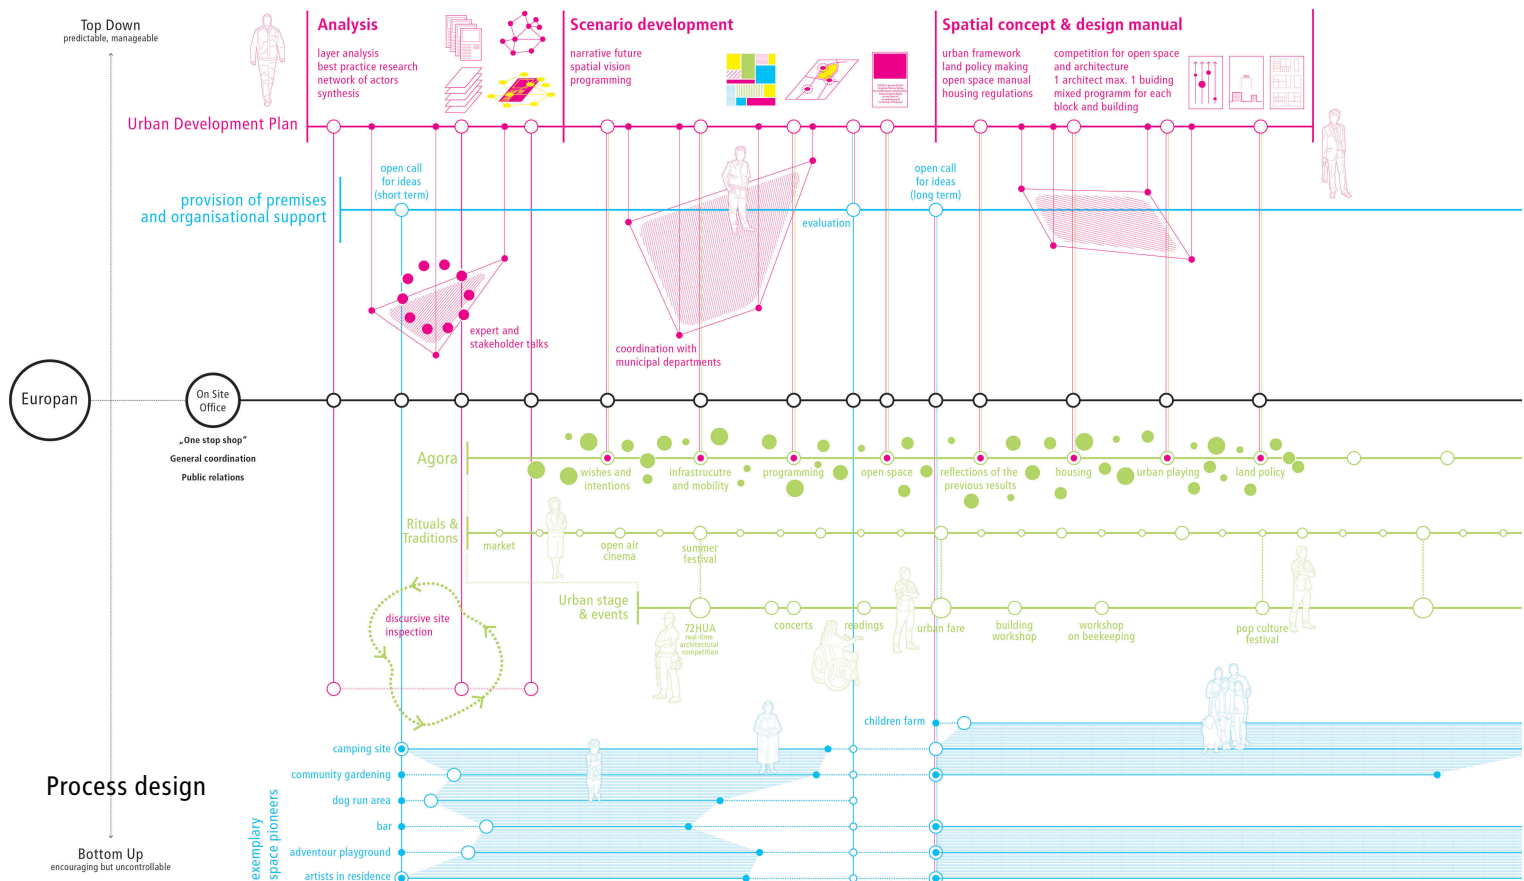 Top Down
predictable, manageable
Analysis
layer analysis
best practice research
network of actors
synthesis
Scenario development
narrative future
spatial vision
programming
Spatial concept & design manual
urban framework
land policy making
open space manual
housing regulations
competition for open space
and architecture
1 architect max. 1 buiding
mixed programm for each
block and building
Urban Development Plan
provision of premises
and organisational support
open call
for ideas
(short term)
evaluation
open call
for ideas
(long term)
expert and
stakeholder talks
coordination with
municipal departments
Europan
On Site
Office
„One stop shop"
General coordination
Public relations
Agora
wishes and
intentions
infrastrucutre
and mobility
programming
open space
reflections of the
previous results
housing
urban playing
land policy
Rituals &
Traditions
market
open air
cinema
summer
festival
Urban stage
& events
72HUA
real-time
architectural
competition
concerts
readings
urban fare
building
workshop
workshop
on beekeeping
pop culture
festival
discursive site
inspection
children farm
camping site
community gardening
dog run area
bar
adventour playground
artists in residence
exemplary
space pioneers
Process design
Bottom Up
encouraging but uncontrollable